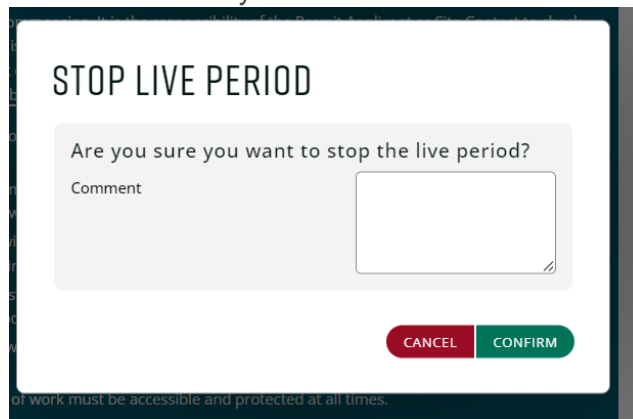 STOP LIVE PERIOD
Are you sure you want to stop the live period?
Comment
CANCEL CONFIRM
of work must be accessible and protected at all times.